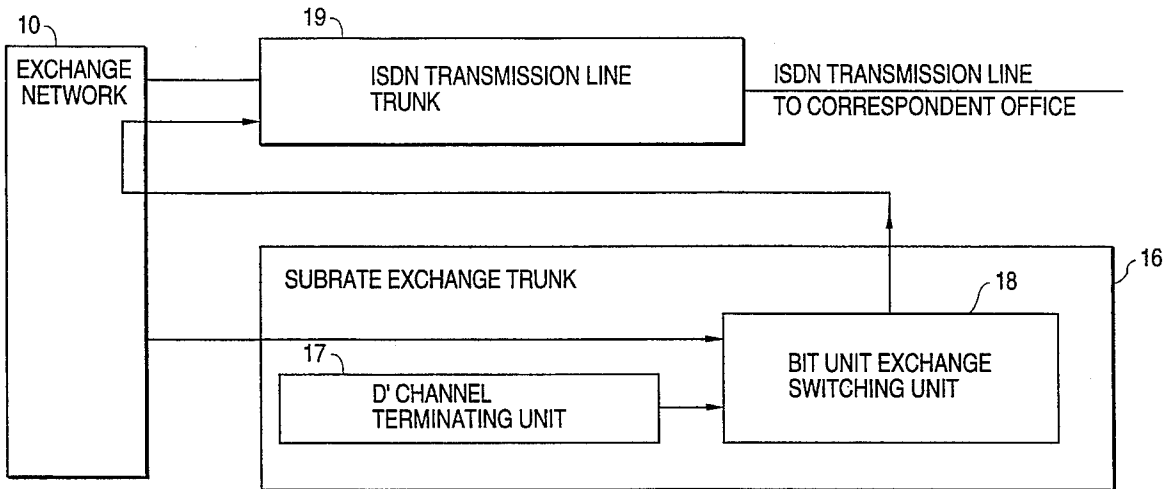 10
EXCHANGE
NETWORK
19
ISDN TRANSMISSION LINE
TRUNK
ISDN TRANSMISSION LINE
TO CORRESPONDENT OFFICE
SUBRATE EXCHANGE TRUNK
16
17
D' CHANNEL
TERMINATING UNIT
18
BIT UNIT EXCHANGE
SWITCHING UNIT